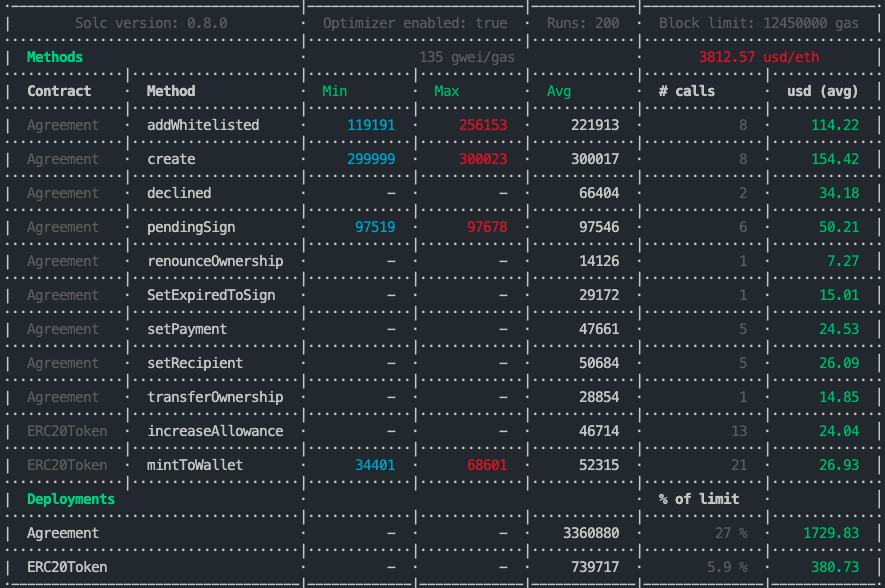 Solc version: 0.8.0 Optimizer enabled: true Runs: 200 Block limit: 12450000 gas
Methods 135 gwei/gas 3812.57 usd/eth
Contract Method Min Max Avg # calls usd (avg)
Agreement addWhitelisted 119191 256153 221913 8 114.22
Agreement create 299999 300023 300017 8 154.42
Agreement declined – – 66404 2 34.18
Agreement pendingSign 97519 97678 97546 6 50.21
Agreement renounceOwnership – – 14126 1 7.27
Agreement SetExpiredToSign – – 29172 1 15.01
Agreement setPayment – – 47661 5 24.53
Agreement setRecipient – – 50684 5 26.09
Agreement transferOwnership – – 28854 1 14.85
ERC20Token increaseAllowance – – 46714 13 24.04
ERC20Token mintToWallet 34401 68601 52315 21 26.93
Deployments % of limit
Agreement – – 3360880 27 % 1729.83
ERC20Token – – 739717 5.9 % 380.73